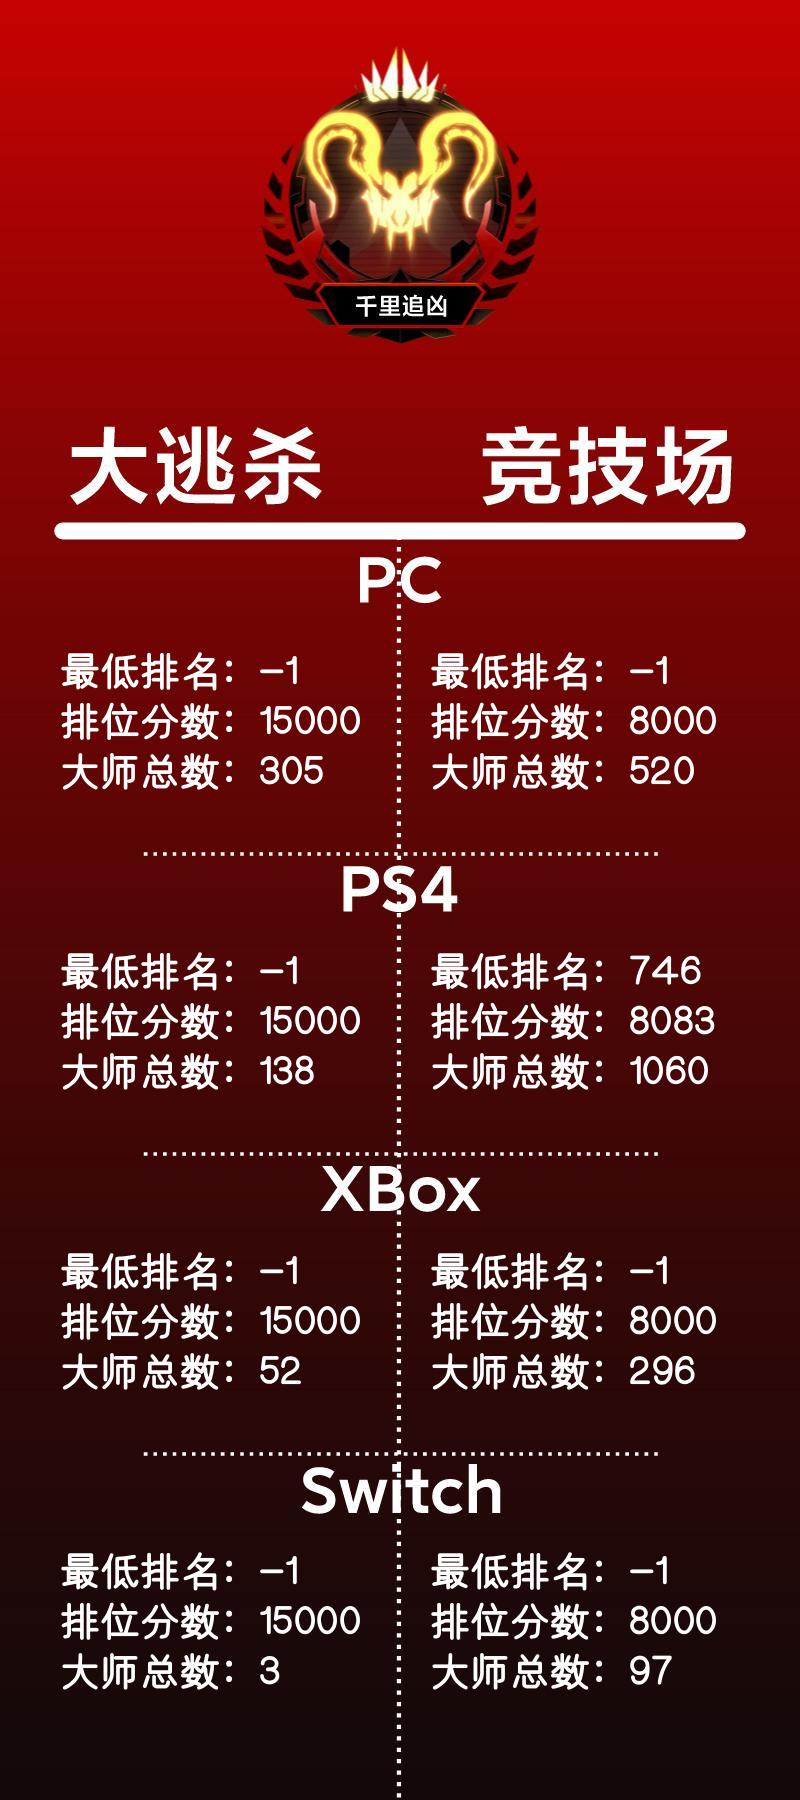 千里追凶
大逃杀 竞技场
PC
最低排名：-1 最低排名：-1
排位分数：15000 排位分数：8000
大师总数：305 大师总数：520
PS4
最低排名：-1 最低排名：746
排位分数：15000 排位分数：8083
大师总数：138 大师总数：1060
XBox
最低排名：-1 最低排名：-1
排位分数：15000 排位分数：8000
大师总数：52 大师总数：296
Switch
最低排名：-1 最低排名：-1
排位分数：15000 排位分数：8000
大师总数：3 大师总数：97